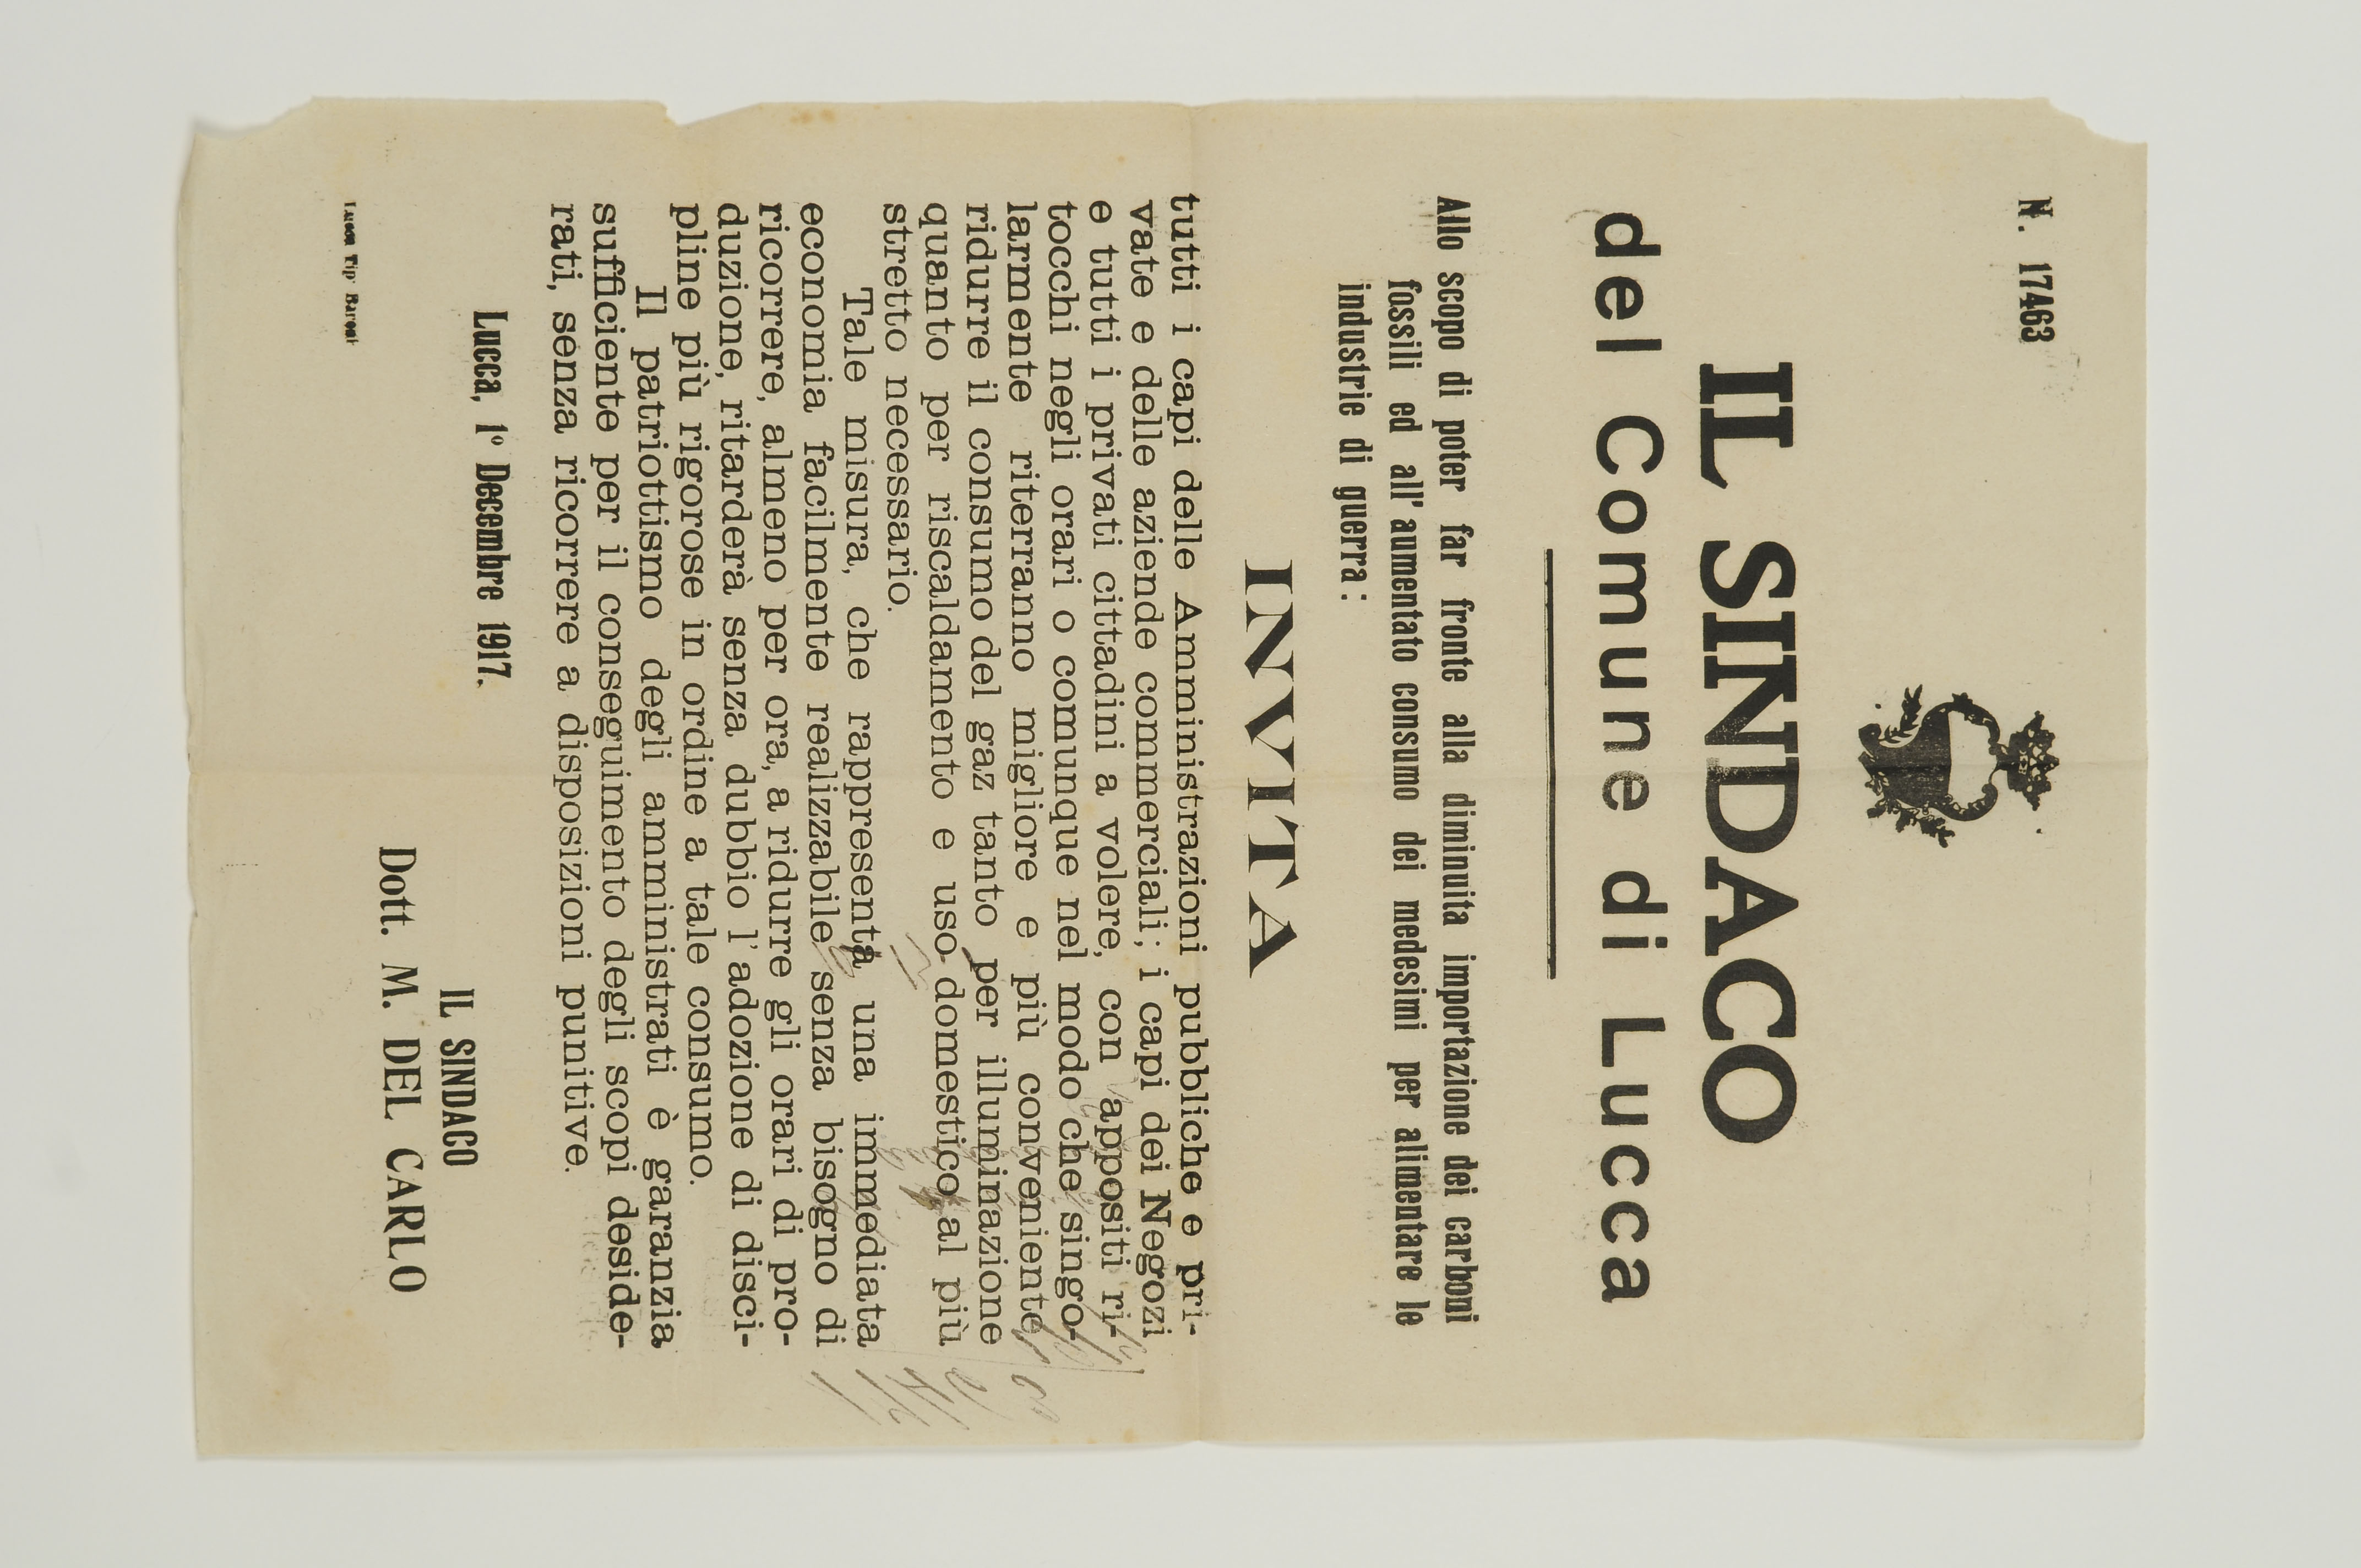 N. 17463
IL SINDACO
del Comune di Lucca
Allo scopo di poter far fronte alla diminuita importazione dei carboni
fossili ed all'aumentato consumo dei medesimi per alimentare le
industrie di guerra:
INVITA
tutti i capi delle Amministrazioni pubbliche e pri-
vate e delle aziende commerciali; i capi dei Negozi
e tutti i privati cittadini a volere, con appositi ri-
tocchi negli orari o comunque nel modo che singo-
larmente riterranno migliore e più conveniente,
ridurre il consumo del gaz tanto per illuminazione
quanto per riscaldamento e uso domestico al più
stretto necessario.
Tale misura, che rappresenta una immediata
economia facilmente realizzabile senza bisogno di
ricorrere, almeno per ora, a ridurre gli orari di pro-
duzione, ritarderà senza dubbio l'adozione di disci-
pline più rigorose in ordine a tale consumo.
Il patriottismo degli amministrati è garanzia
sufficiente per il conseguimento degli scopi deside-
rati, senza ricorrere a disposizioni punitive.
Lucca, 1° Decembre 1917.
IL SINDACO
Dott. M. DEL CARLO
Lucca Tip. Baroni